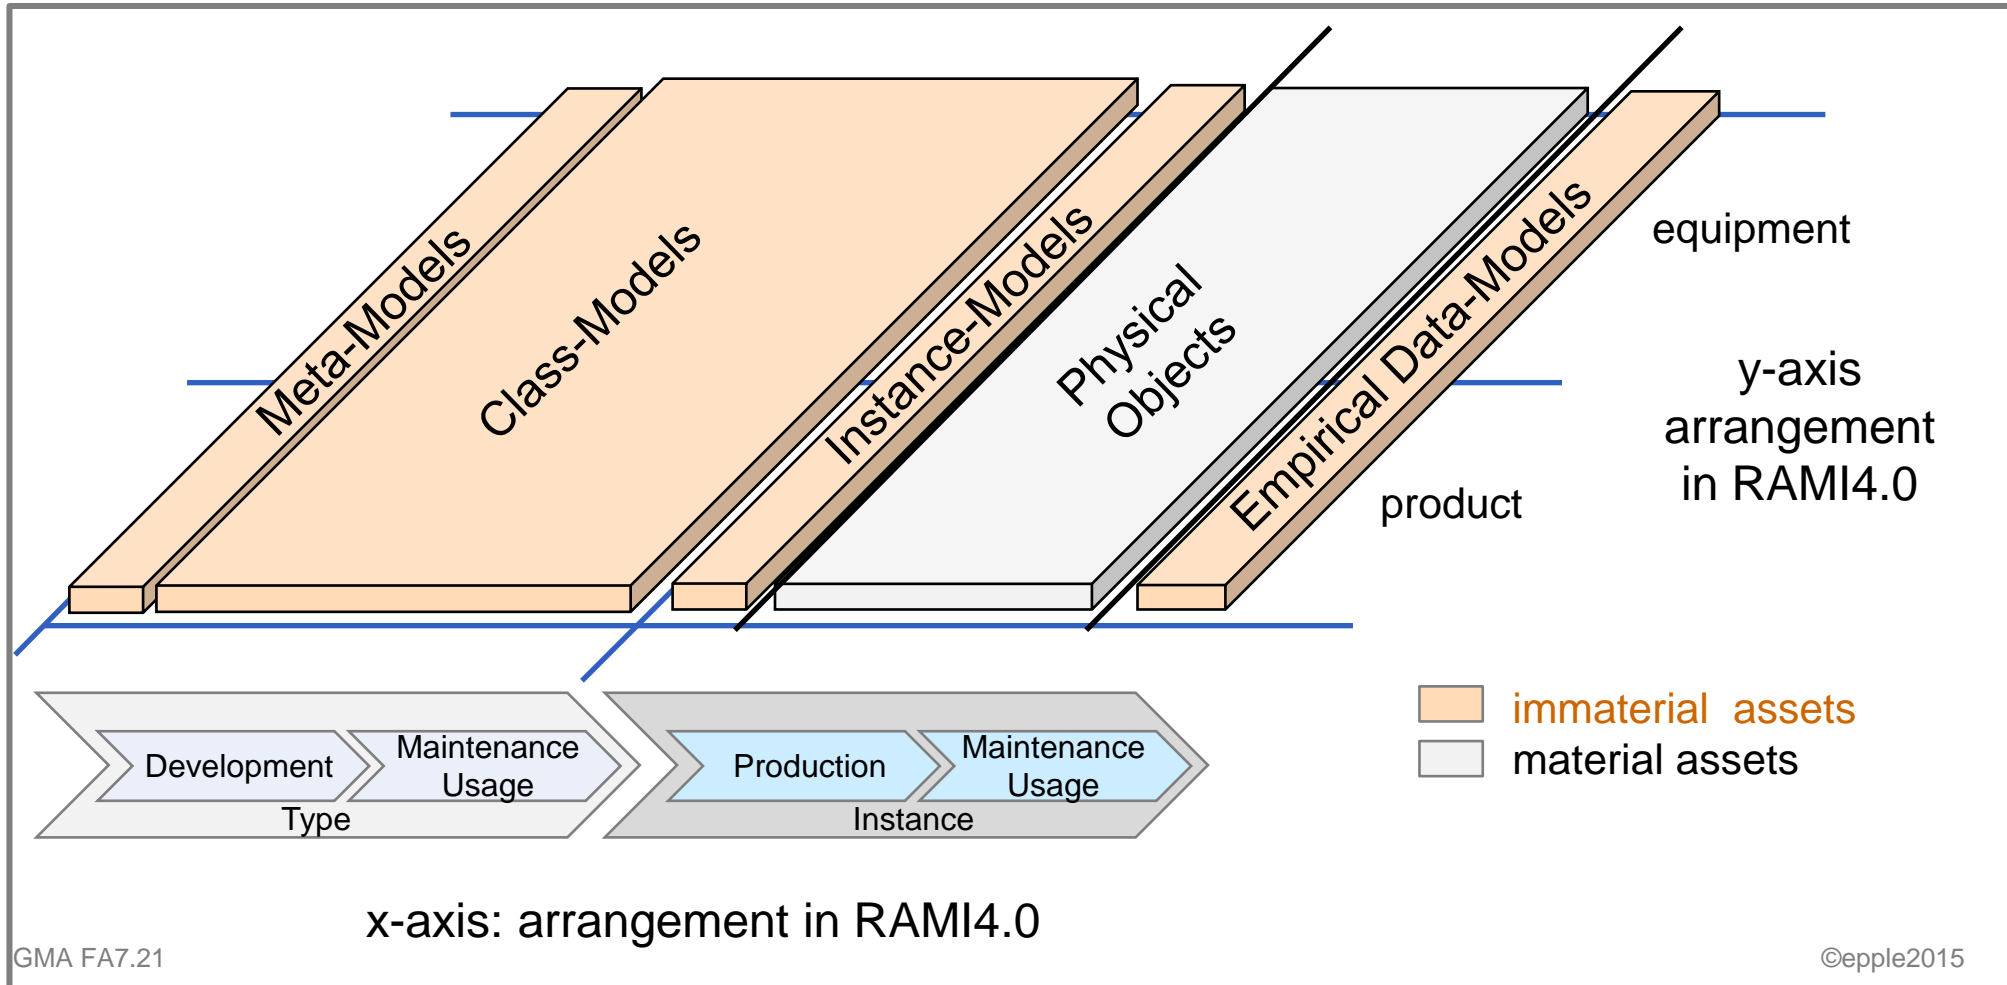 Meta-Models
Class-Models
Instance-Models
Physical
Objects
Empirical Data-Models
equipment
product
y-axis
arrangement
in RAMI4.0
Development
Maintenance
Usage
Type
Production
Maintenance
Usage
Instance
immaterial assets
material assets
x-axis: arrangement in RAMI4.0
GMA FA7.21
©epple2015